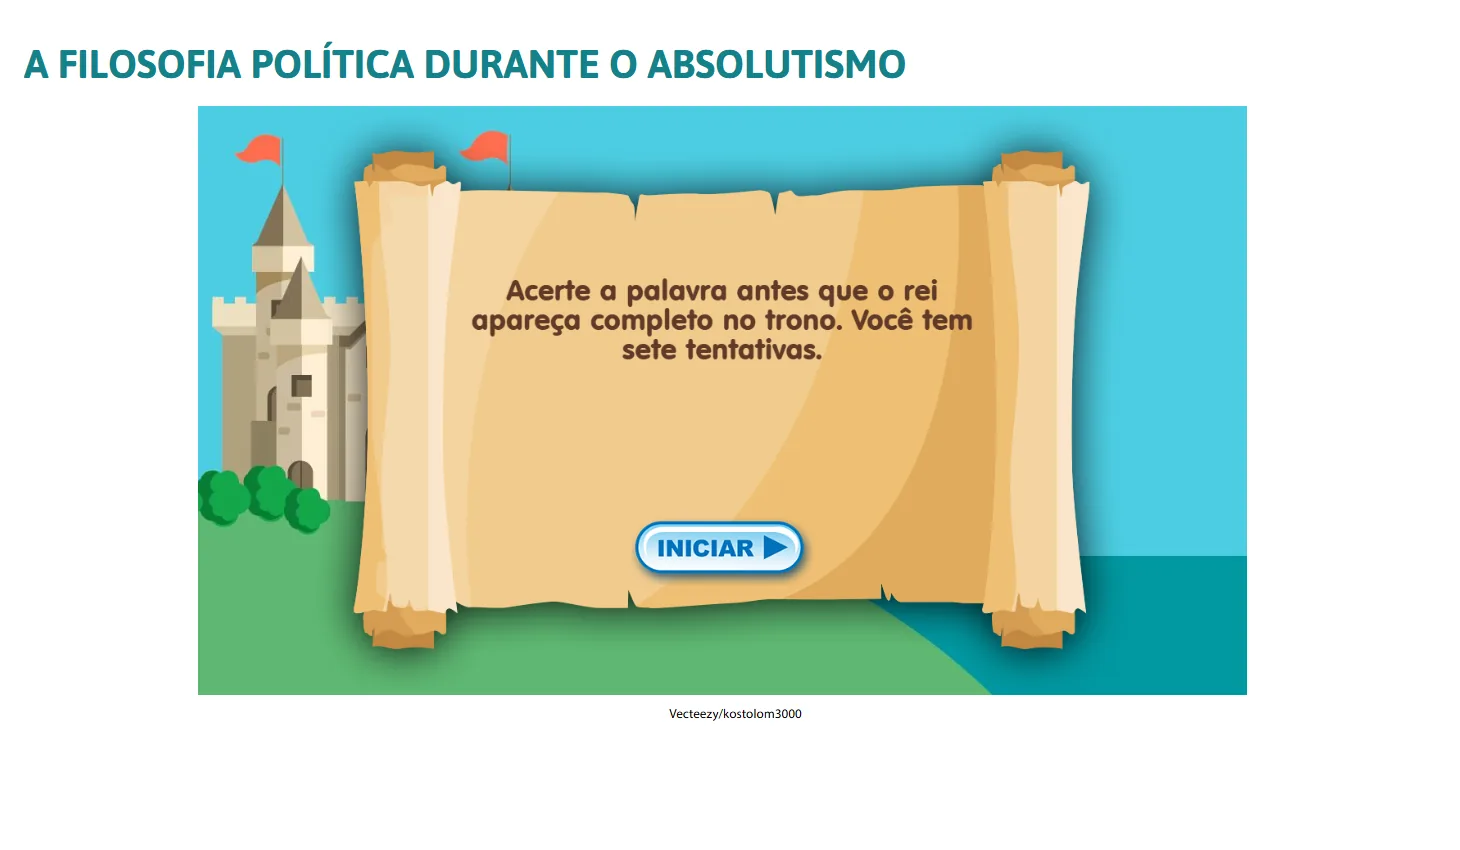 A FILOSOFIA POLÍTICA DURANTE O ABSOLUTISMO
Acerte a palavra antes que o rei
apareça completo no trono. Você tem
sete tentativas.
INICIAR
Vecteezy/kostolom3000